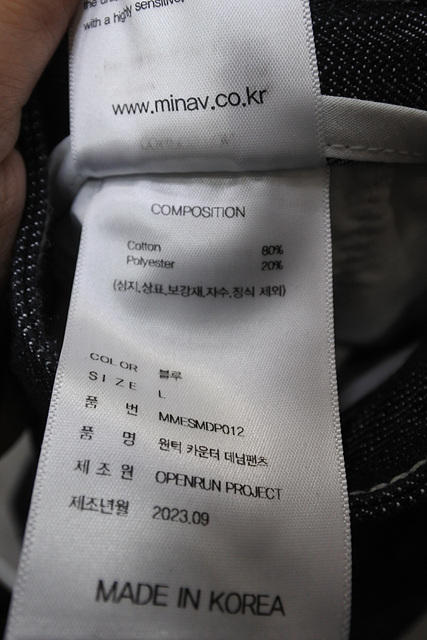 with a highly sensitive,
www.minav.co.kr
COMPOSITION
Cotton 80%
Polyester 20%
(심지,상표,보강재,자수,장식 제외)
COLOR 블루
SIZE L
품 번 MMESMDP012
품 명 원턱 카운터 데님팬츠
제 조 원 OPENRUN PROJECT
제조년월 2023.09
MADE IN KOREA